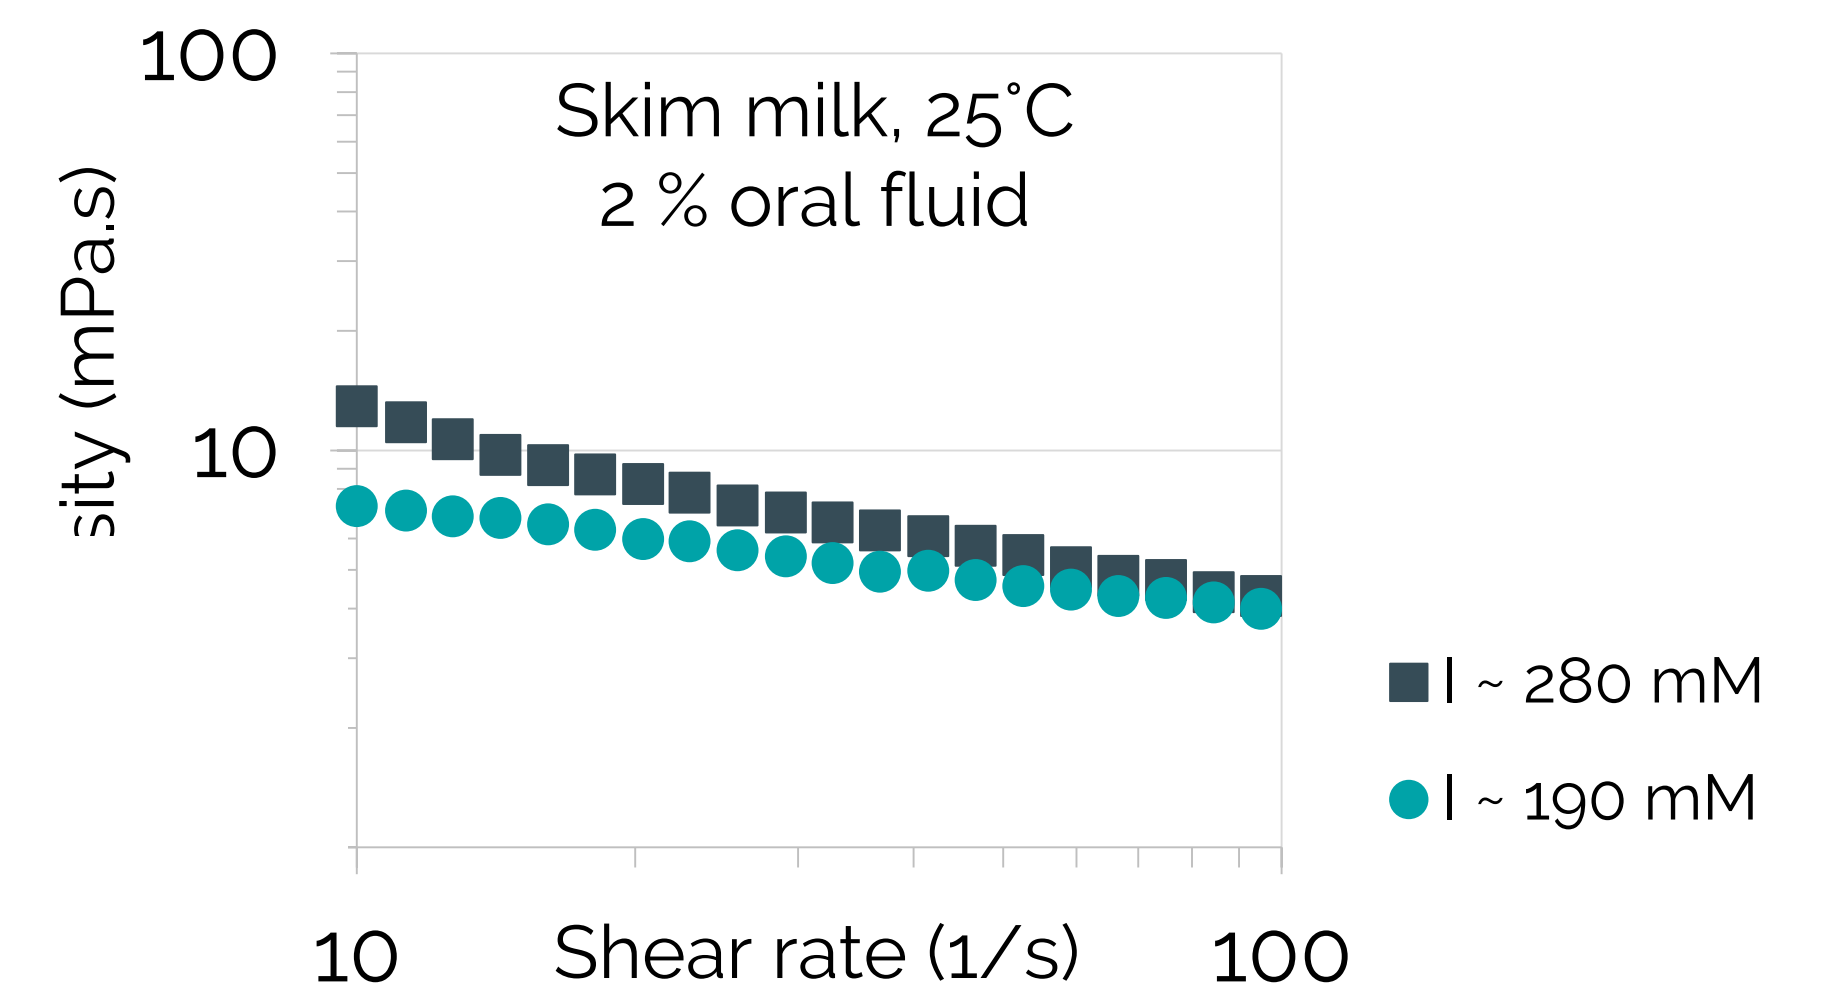 100
Skim milk, 25°C
2 % oral fluid
sity (mPa.s)
10
I ~ 280 mM
I ~ 190 mM
10
Shear rate (1/s)
100